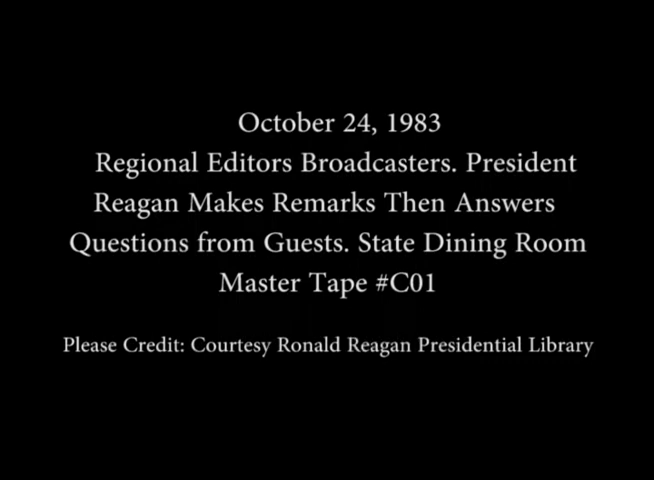 October 24, 1983
Regional Editors Broadcasters. President
Reagan Makes Remarks Then Answers
Questions from Guests. State Dining Room
Master Tape #C01
Please Credit: Courtesy Ronald Reagan Presidential Library